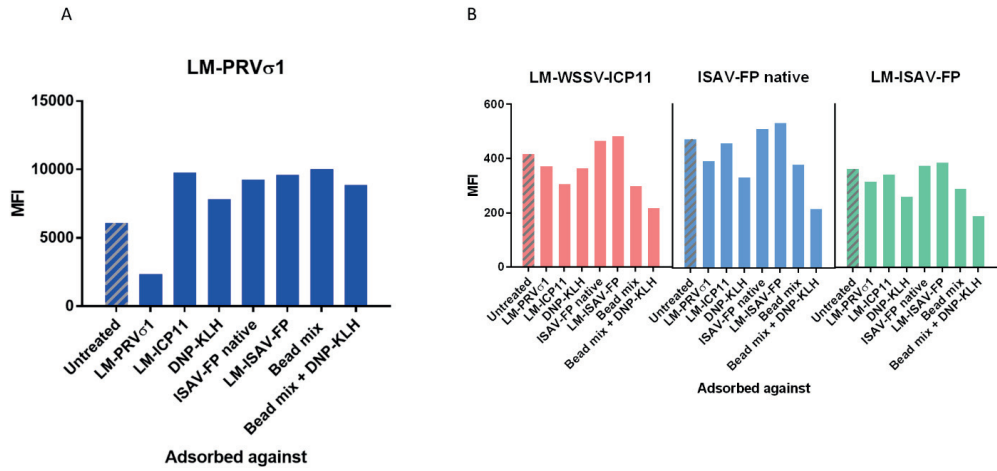 A
LM-PRVσ1
MFI
15000
10000
5000
0
Untreated
LM-PRVσ1
LM-ICP11
DNP-KLH
ISAV-FP native
LM-ISAV-FP
Bead mix
Bead mix + DNP-KLH
Adsorbed against
B
LM-WSSV-ICP11
ISAV-FP native
LM-ISAV-FP
MFI
600
400
200
0
Untreated
LM-PRVσ1
LM-ICP11
DNP-KLH
ISAV-FP native
LM-ISAV-FP
Bead mix
Bead mix + DNP-KLH
Untreated
LM-PRVσ1
LM-ICP11
DNP-KLH
ISAV-FP native
LM-ISAV-FP
Bead mix
Bead mix + DNP-KLH
Untreated
LM-PRVσ1
LM-ICP11
DNP-KLH
ISAV-FP native
LM-ISAV-FP
Bead mix
Bead mix + DNP-KLH
Adsorbed against